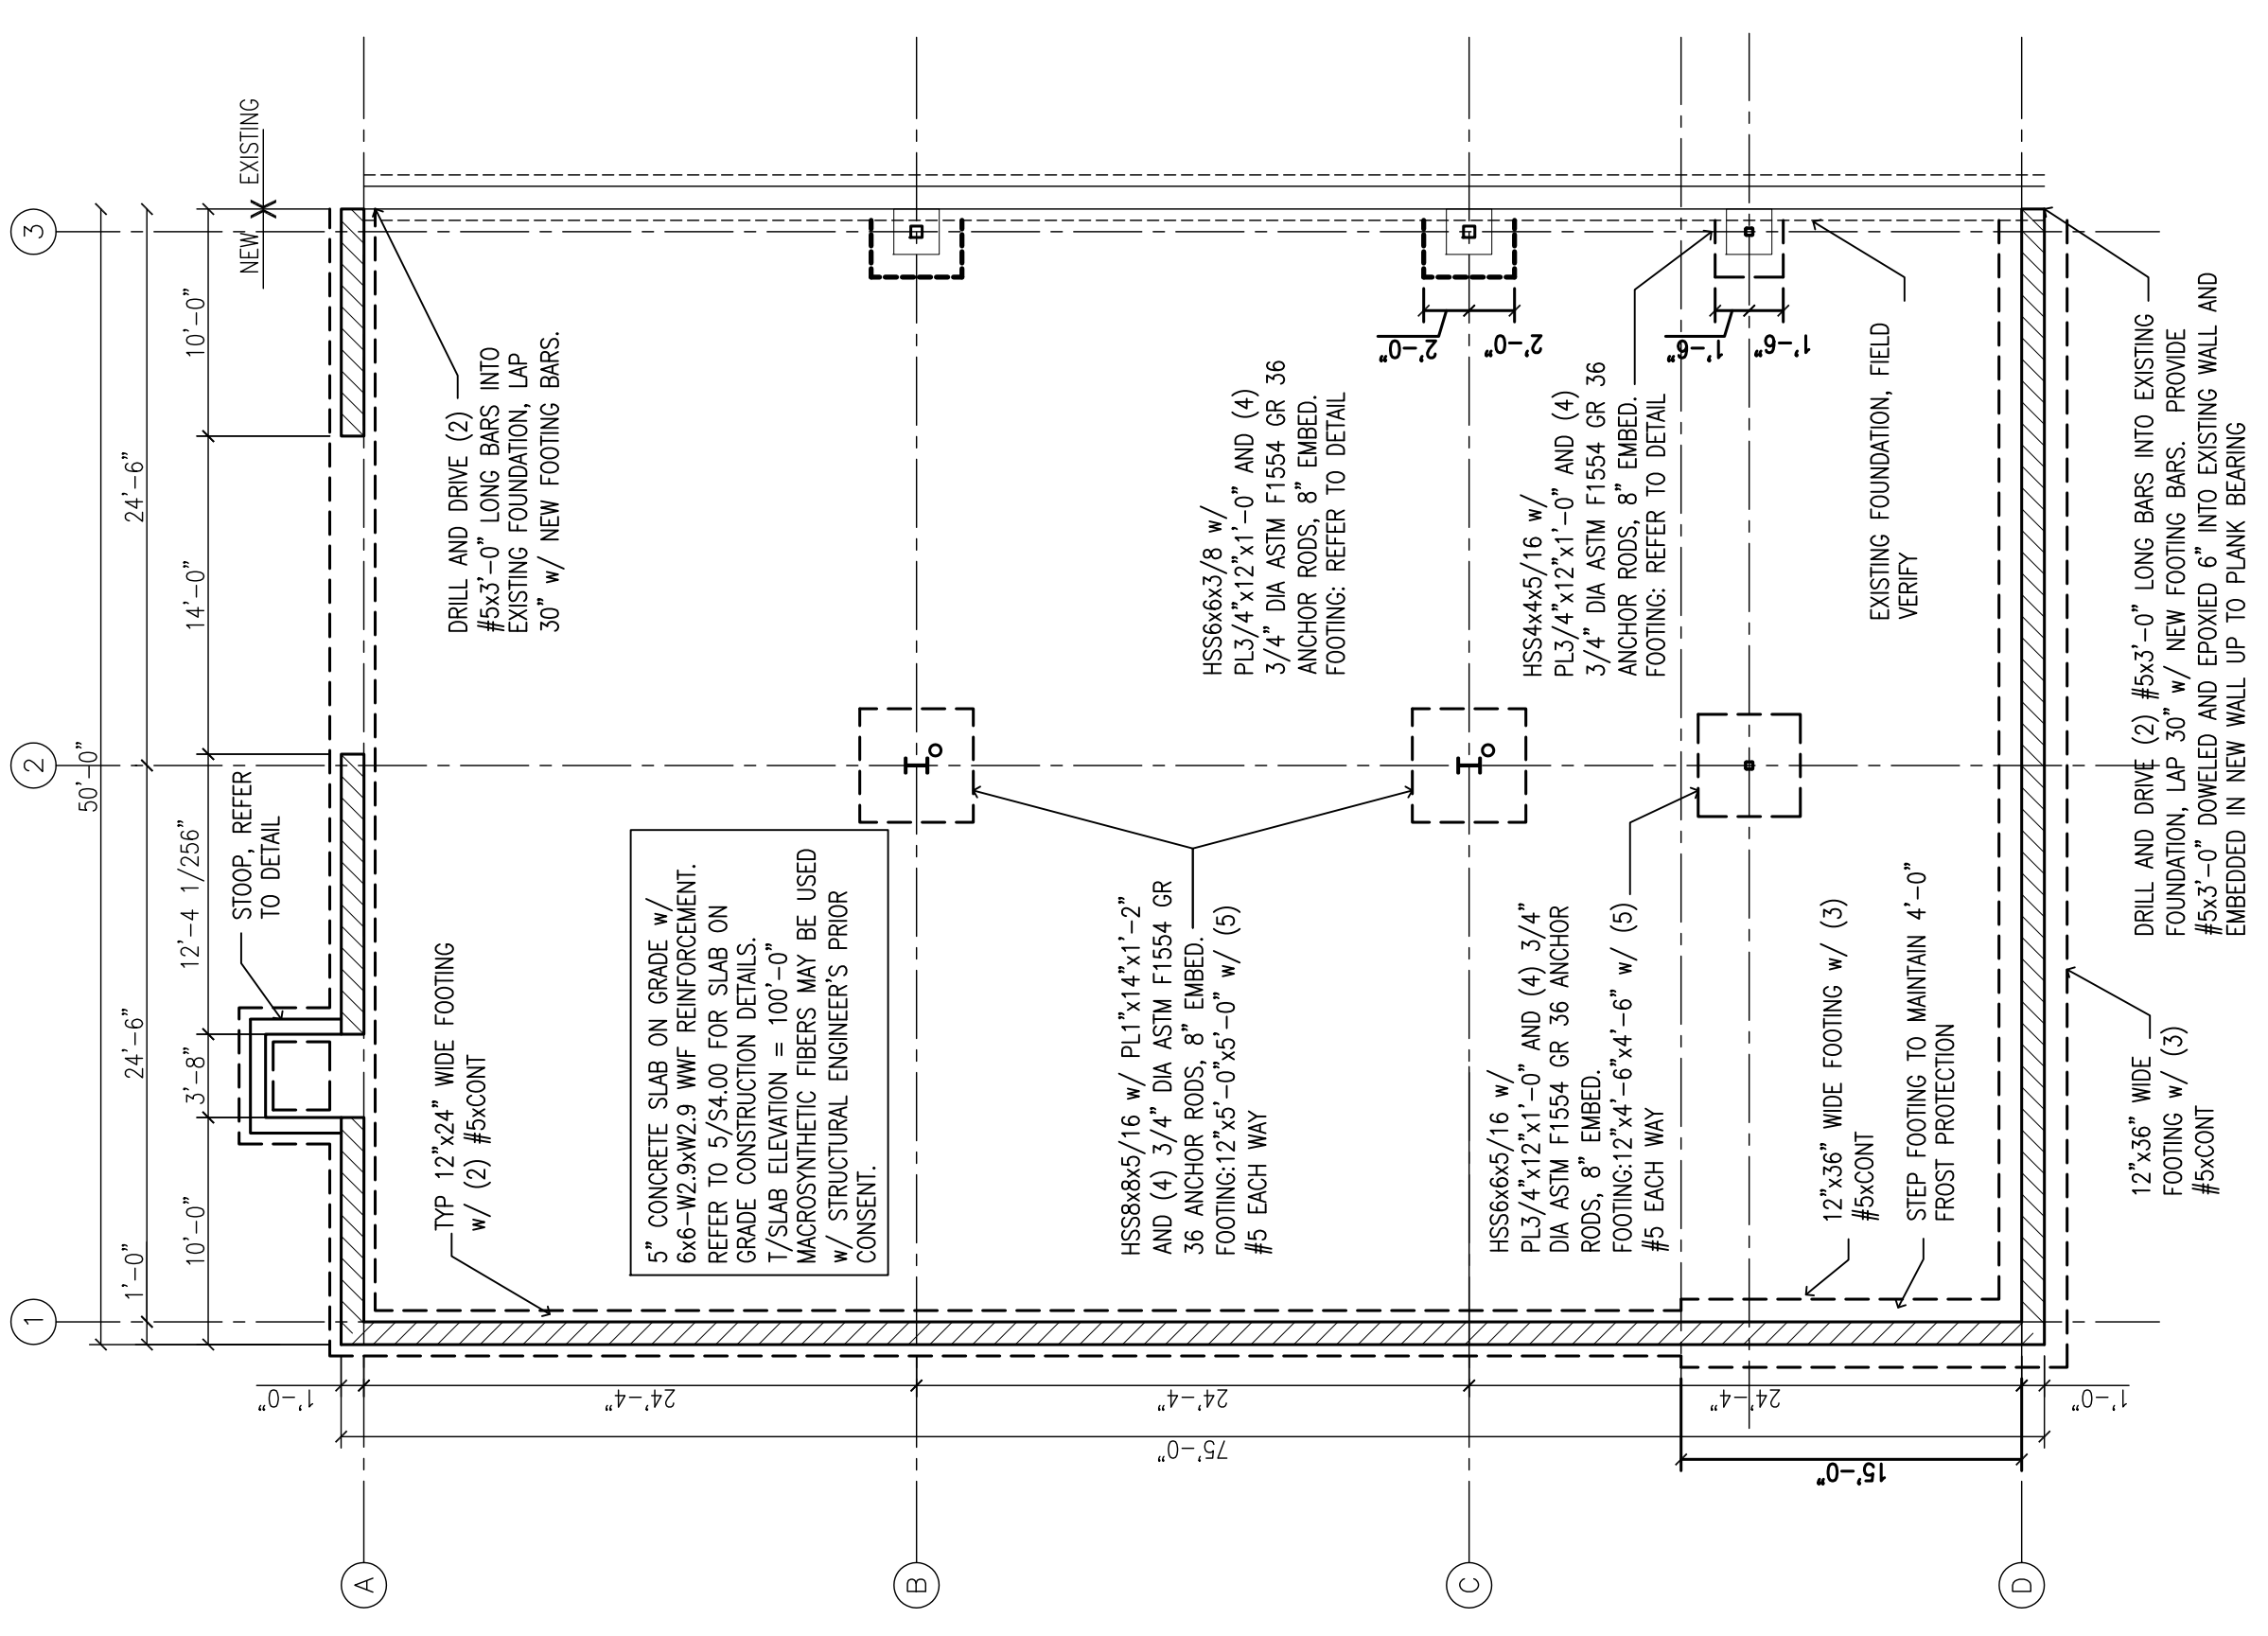 3
2
1
50'-0"
24'-6"
24'-6"
1'-0"
10'-0"
14'-0"
12'-4 1/256"
3'-8"
10'-0"
NEW
EXISTING
STOOP, REFER
TO DETAIL
TYP 12"x24" WIDE FOOTING
w/ (2) #5xCONT
DRILL AND DRIVE (2)
#5x3'-0" LONG BARS INTO
EXISTING FOUNDATION, LAP
30" w/ NEW FOOTING BARS.
5" CONCRETE SLAB ON GRADE w/
6x6-W2.9xW2.9 WWF REINFORCEMENT.
REFER TO 5/S4.00 FOR SLAB ON
GRADE CONSTRUCTION DETAILS.
T/SLAB ELEVATION = 100'-0"
MACROSYNTHETIC FIBERS MAY BE USED
w/ STRUCTURAL ENGINEER'S PRIOR
CONSENT.
HSS8x8x5/16 w/ PL1"x14"x1'-2"
AND (4) 3/4" DIA ASTM F1554 GR
36 ANCHOR RODS, 8" EMBED.
FOOTING:12"x5'-0"x5'-0" w/ (5)
#5 EACH WAY
HSS6x6x3/8 w/
PL3/4"x12"x1'-0" AND (4)
3/4" DIA ASTM F1554 GR 36
ANCHOR RODS, 8" EMBED.
FOOTING: REFER TO DETAIL
HSS6x6x5/16 w/
PL3/4"x12"x1'-0" AND (4) 3/4"
DIA ASTM F1554 GR 36 ANCHOR
RODS, 8" EMBED.
FOOTING:12"x4'-6"x4'-6" w/ (5)
#5 EACH WAY
HSS4x4x5/16 w/
PL3/4"x12"x1'-0" AND (4)
3/4" DIA ASTM F1554 GR 36
ANCHOR RODS, 8" EMBED.
FOOTING: REFER TO DETAIL
2'-0"
2'-0"
1'-6"
1'-6"
EXISTING FOUNDATION, FIELD
VERIFY
12"x36" WIDE FOOTING w/ (3)
#5xCONT
STEP FOOTING TO MAINTAIN 4'-0"
FROST PROTECTION
12"x36" WIDE
FOOTING w/ (3)
#5xCONT
DRILL AND DRIVE (2) #5x3'-0" LONG BARS INTO EXISTING
FOUNDATION, LAP 30" w/ NEW FOOTING BARS. PROVIDE
#5x3'-0" DOWELED AND EPOXIED 6" INTO EXISTING WALL AND
EMBEDDED IN NEW WALL UP TO PLANK BEARING
1'-0"
24'-4"
24'-4"
24'-4"
1'-0"
75'-0"
15'-0"
A
B
C
D